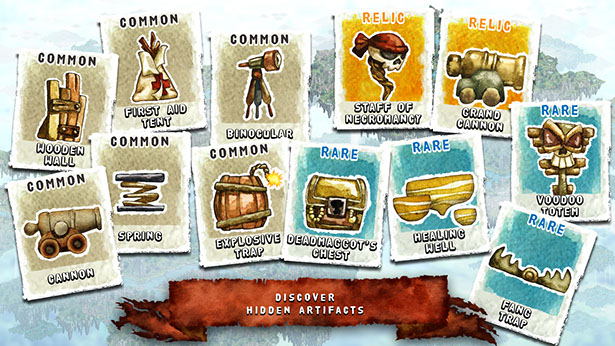 COMMON
WOODEN
WALL
COMMON
FIRST AID
TENT
COMMON
BINOCULAR
RELIC
STAFF OF
NECROMANCY
RELIC
GRAND
CANNON
COMMON
CANNON
COMMON
SPRING
COMMON
EXPLOSIVE
TRAP
RARE
DEADMAGGOT'S
CHEST
RARE
HEALING
WELL
RARE
VOODOO
TOTEM
RARE
FANG
TRAP
DISCOVER
HIDDEN ARTIFACTS